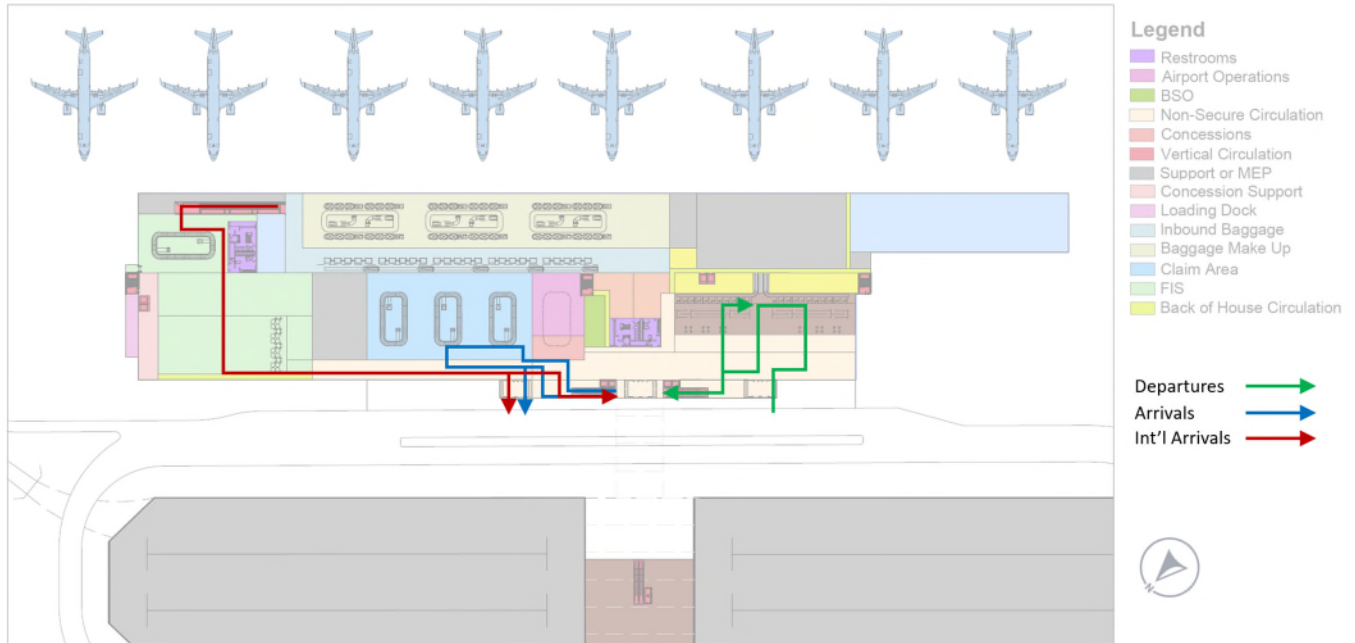 Legend
Restrooms
Airport Operations
BSO
Non-Secure Circulation
Concessions
Vertical Circulation
Support or MEP
Concession Support
Loading Dock
Inbound Baggage
Baggage Make Up
Claim Area
FIS
Back of House Circulation
Departures
Arrivals
Int'l Arrivals
N